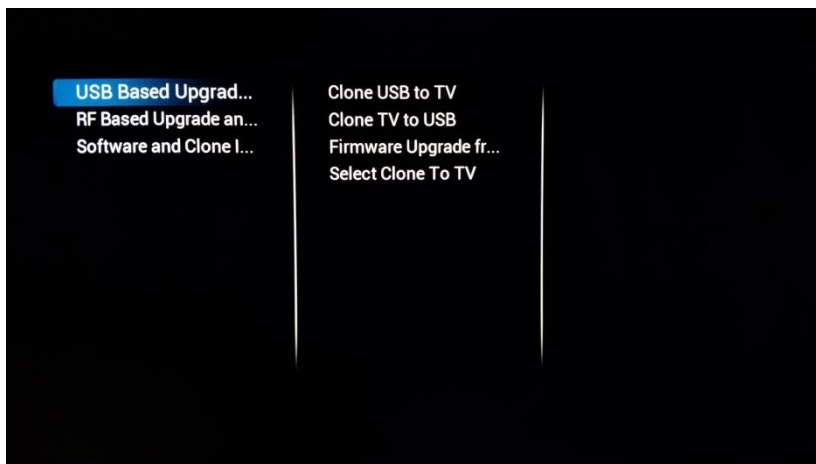 USB Based Upgrad...
RF Based Upgrade an...
Software and Clone I...
Clone USB to TV
Clone TV to USB
Firmware Upgrade fr...
Select Clone To TV